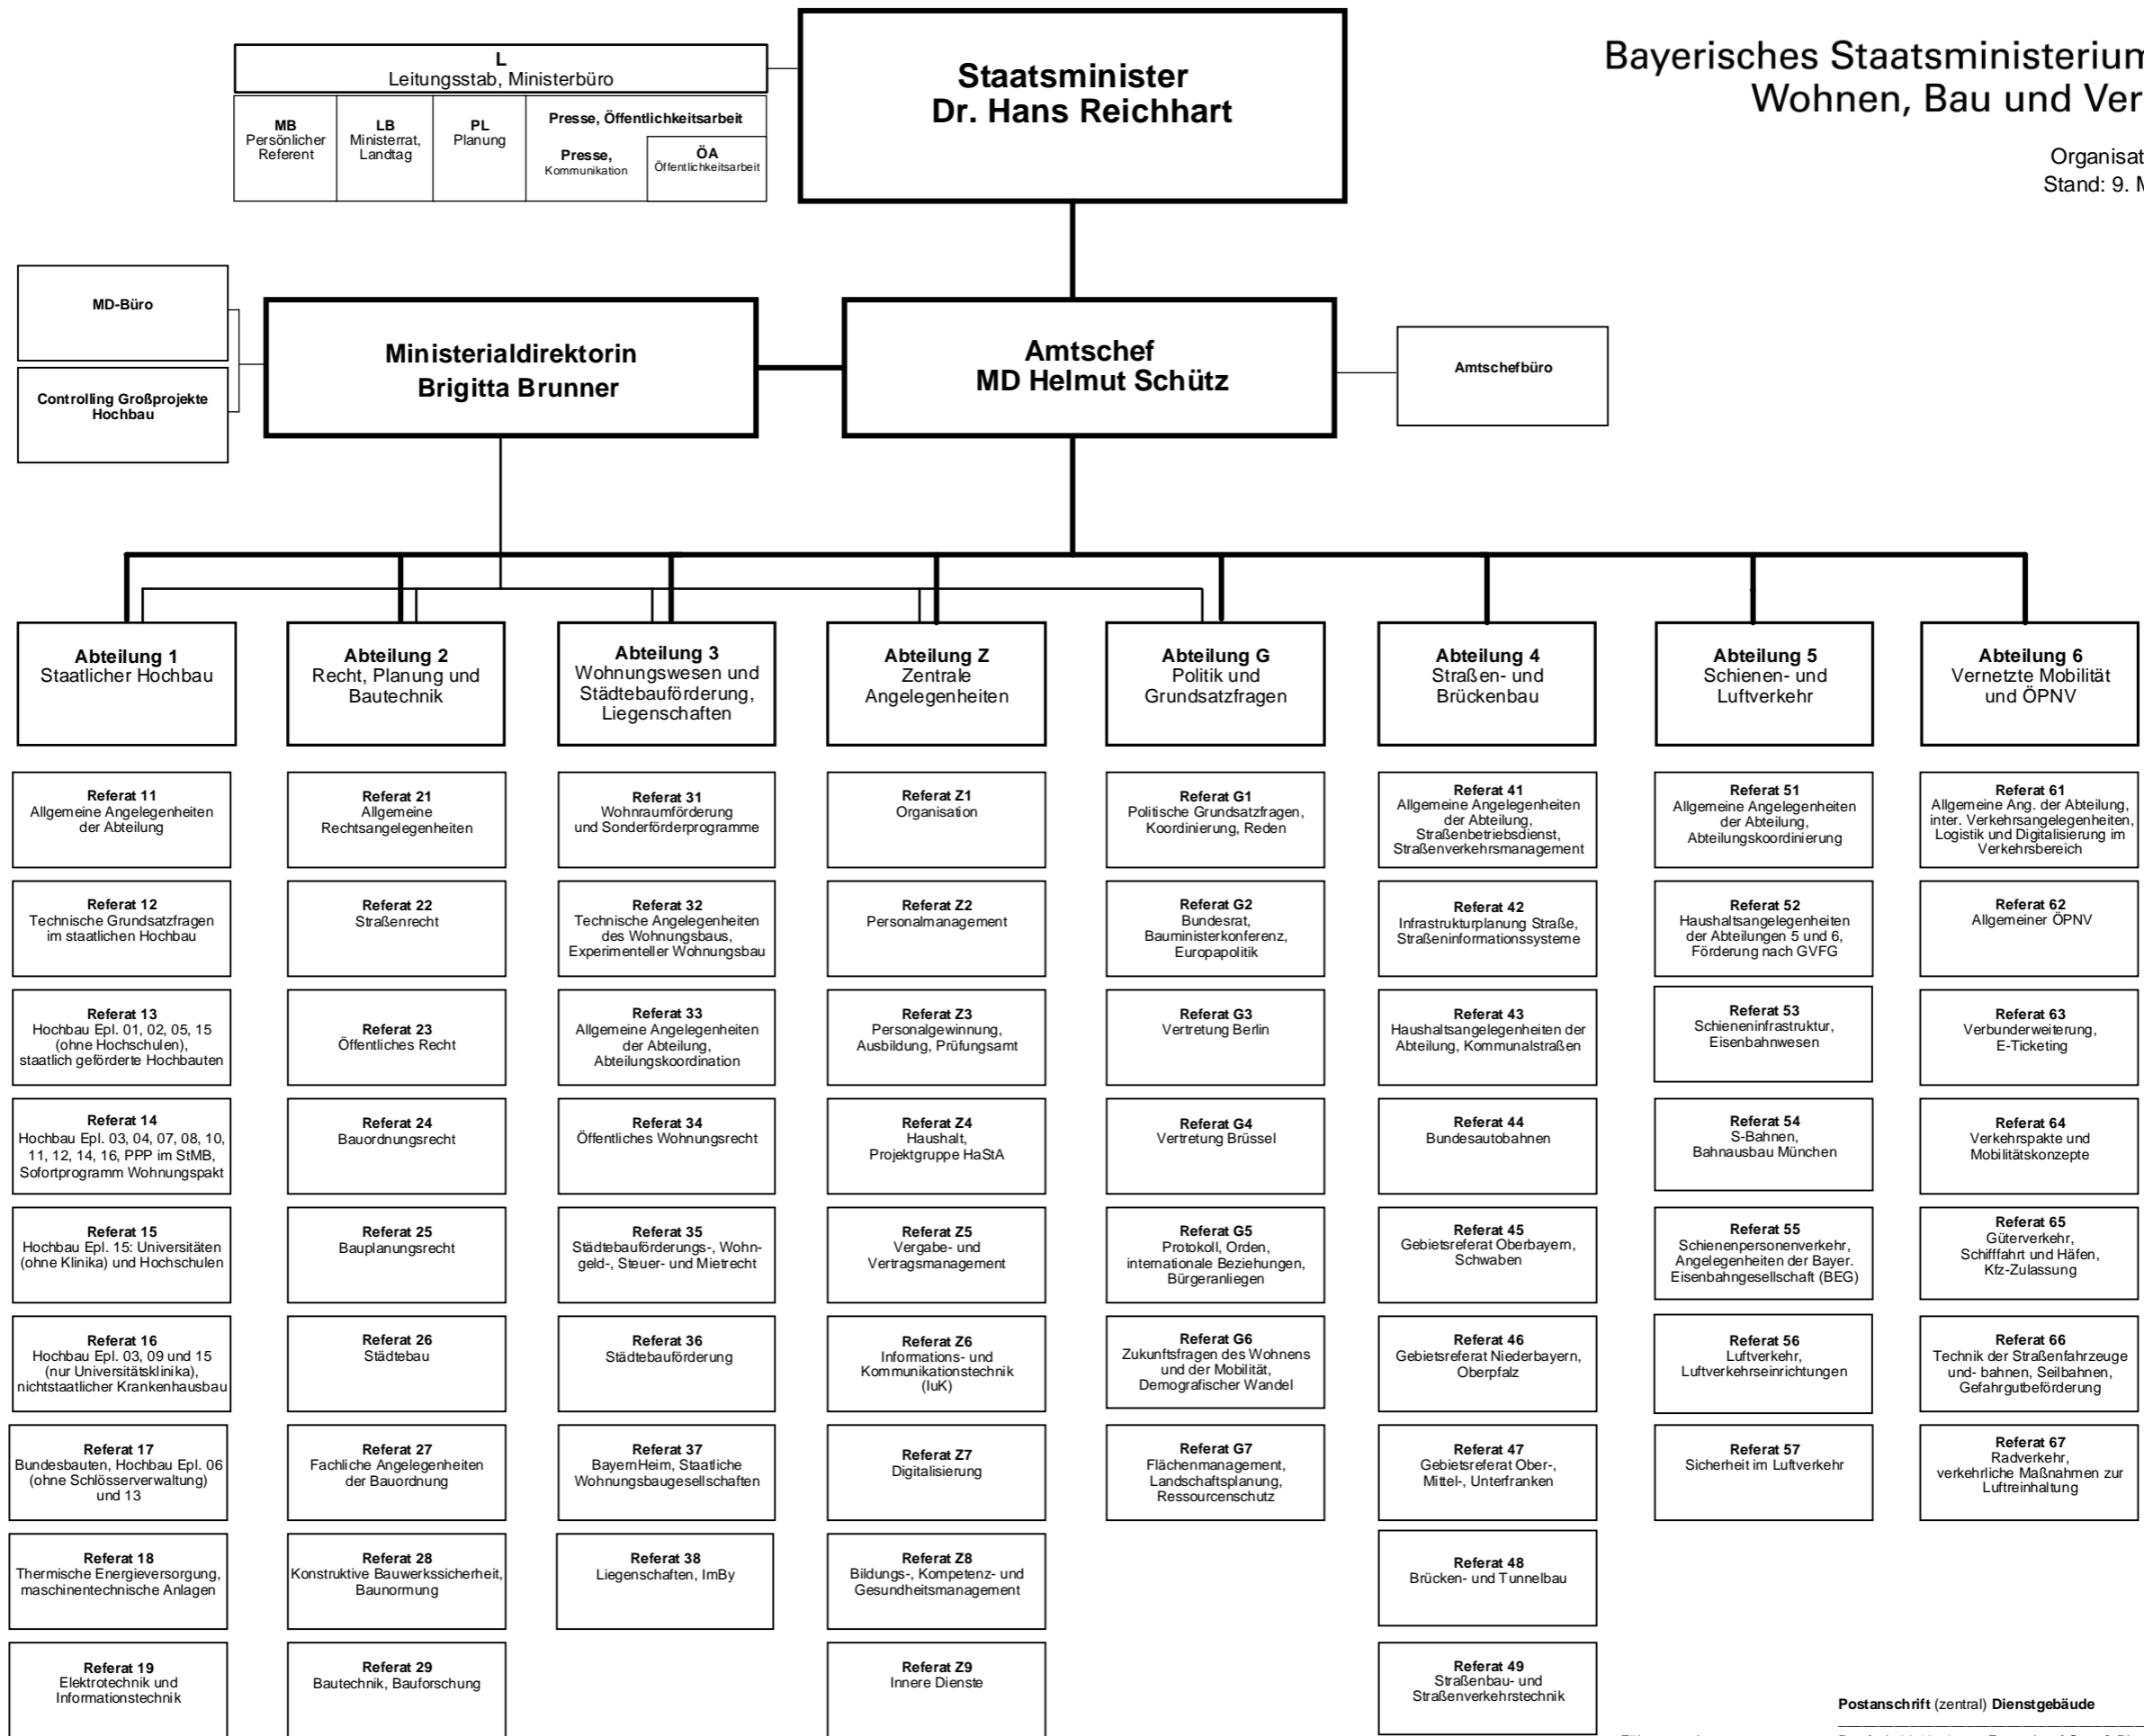 Bayerisches Staatsministerium
Wohnen, Bau und Ver
Organisat
Stand: 9. M
L
Leitungsstab, Ministerbüro
MB
Persönlicher
Referent
LB
Ministerrat,
Landtag
PL
Planung
Presse, Öffentlichkeitsarbeit
Presse,
Kommunikation
ÖA
Öffentlichkeitsarbeit
Staatsminister
Dr. Hans Reichhart
MD-Büro
Controlling Großprojekte
Hochbau
Ministerialdirektorin
Brigitta Brunner
Amtschef
MD Helmut Schütz
Amtschefbüro
Abteilung 1
Staatlicher Hochbau
Referat 11
Allgemeine Angelegenheiten
der Abteilung
Referat 12
Technische Grundsatzfragen
im staatlichen Hochbau
Referat 13
Hochbau Epl. 01, 02, 05, 15
(ohne Hochschulen),
staatlich geförderte Hochbauten
Referat 14
Hochbau Epl. 03, 04, 07, 08, 10,
11, 12, 14, 16, PPP im StMB,
Sofortprogramm Wohnungspakt
Referat 15
Hochbau Epl. 15: Universitäten
(ohne Klinika) und Hochschulen
Referat 16
Hochbau Epl. 03, 09 und 15
(nur Universitätsklinika),
nichtstaatlicher Krankenhausbau
Referat 17
Bundesbauten, Hochbau Epl. 06
(ohne Schlösserverwaltung)
und 13
Referat 18
Thermische Energieversorgung,
maschinentechnische Anlagen
Referat 19
Elektrotechnik und
Informationstechnik
Abteilung 2
Recht, Planung und
Bautechnik
Referat 21
Allgemeine
Rechtsangelegenheiten
Referat 22
Straßenrecht
Referat 23
Öffentliches Recht
Referat 24
Bauordnungsrecht
Referat 25
Bauplanungsrecht
Referat 26
Städtebau
Referat 27
Fachliche Angelegenheiten
der Bauordnung
Referat 28
Konstruktive Bauwerkssicherheit,
Baunormung
Referat 29
Bautechnik, Bauforschung
Abteilung 3
Wohnungswesen und
Städtebauförderung,
Liegenschaften
Referat 31
Wohnraumförderung
und Sonderförderprogramme
Referat 32
Technische Angelegenheiten
des Wohnungsbaus,
Experimenteller Wohnungsbau
Referat 33
Allgemeine Angelegenheiten
der Abteilung,
Abteilungskoordination
Referat 34
Öffentliches Wohnungsrecht
Referat 35
Städtebauförderungs-, Wohn-
geld-, Steuer- und Mietrecht
Referat 36
Städtebauförderung
Referat 37
BayernHeim, Staatliche
Wohnungsbaugesellschaften
Referat 38
Liegenschaften, ImBy
Abteilung Z
Zentrale
Angelegenheiten
Referat Z1
Organisation
Referat Z2
Personalmanagement
Referat Z3
Personalgewinnung,
Ausbildung, Prüfungsamt
Referat Z4
Haushalt,
Projektgruppe HaStA
Referat Z5
Vergabe- und
Vertragsmanagement
Referat Z6
Informations- und
Kommunikationstechnik
(IuK)
Referat Z7
Digitalisierung
Referat Z8
Bildungs-, Kompetenz- und
Gesundheitsmanagement
Referat Z9
Innere Dienste
Abteilung G
Politik und
Grundsatzfragen
Referat G1
Politische Grundsatzfragen,
Koordinierung, Reden
Referat G2
Bundesrat,
Bauministerkonferenz,
Europapolitik
Referat G3
Vertretung Berlin
Referat G4
Vertretung Brüssel
Referat G5
Protokoll, Orden,
internationale Beziehungen,
Bürgeranliegen
Referat G6
Zukunftsfragen des Wohnens
und der Mobilität,
Demografischer Wandel
Referat G7
Flächenmanagement,
Landschaftsplanung,
Ressourcenschutz
Abteilung 4
Straßen- und
Brückenbau
Referat 41
Allgemeine Angelegenheiten
der Abteilung,
Straßenbetriebsdienst,
Straßenverkehrsmanagement
Referat 42
Infrastrukturplanung Straße,
Straßeninformationssysteme
Referat 43
Haushaltsangelegenheiten der
Abteilung, Kommunalstraßen
Referat 44
Bundesautobahnen
Referat 45
Gebietsreferat Oberbayern,
Schwaben
Referat 46
Gebietsreferat Niederbayern,
Oberpfalz
Referat 47
Gebietsreferat Ober-,
Mittel-, Unterfranken
Referat 48
Brücken- und Tunnelbau
Referat 49
Straßenbau- und
Straßenverkehrstechnik
Abteilung 5
Schienen- und
Luftverkehr
Referat 51
Allgemeine Angelegenheiten
der Abteilung,
Abteilungskoordinierung
Referat 52
Haushaltsangelegenheiten
der Abteilungen 5 und 6,
Förderung nach GVFG
Referat 53
Schieneninfrastruktur,
Eisenbahnwesen
Referat 54
S-Bahnen,
Bahnausbau München
Referat 55
Schienenpersonenverkehr,
Angelegenheiten der Bayer.
Eisenbahngesellschaft (BEG)
Referat 56
Luftverkehr,
Luftverkehrseinrichtungen
Referat 57
Sicherheit im Luftverkehr
Abteilung 6
Vernetzte Mobilität
und ÖPNV
Referat 61
Allgemeine Ang. der Abteilung,
inter. Verkehrsangelegenheiten,
Logistik und Digitalisierung im
Verkehrsbereich
Referat 62
Allgemeiner ÖPNV
Referat 63
Verbunderweiterung,
E-Ticketing
Referat 64
Verkehrspakte und
Mobilitätskonzepte
Referat 65
Güterverkehr,
Schifffahrt und Häfen,
Kfz-Zulassung
Referat 66
Technik der Straßenfahrzeuge
und- bahnen, Seilbahnen,
Gefahrgutbeförderung
Referat 67
Radverkehr,
verkehrliche Maßnahmen zur
Luftreinhaltung
Postanschrift (zentral) Dienstgebäude